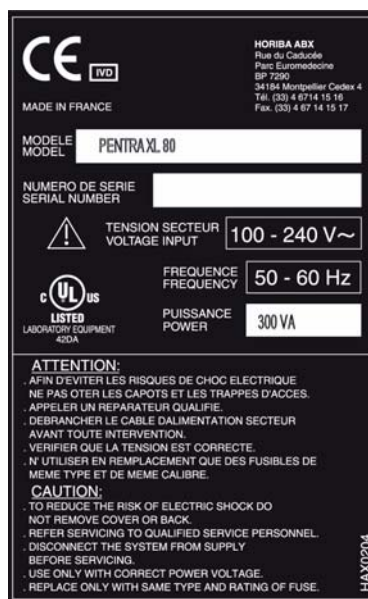 CE IVD
HORIBA ABX
Rue du Caducée
Parc Euromedecine
BP 7290
34184 Montpellier Cedex 4
Tél. (33) 4 6714 15 16
Fax. (33) 4 67 14 15 17
MADE IN FRANCE
MODELE
MODEL
PENTRA XL 80
NUMERO DE SERIE
SERIAL NUMBER
TENSION SECTEUR
VOLTAGE INPUT
100 - 240 V~
FREQUENCE
FREQUENCY
50 - 60 Hz
C UL US
LISTED
LABORATORY EQUIPMENT
42DA
PUISSANCE
POWER
300 VA
ATTENTION:
. AFIN D'EVITER LES RISQUES DE CHOC ELECTRIQUE
NE PAS OTER LES CAPOTS ET LES TRAPPES D'ACCES.
. APPELER UN REPARATEUR QUALIFIE.
. DEBRANCHER LE CABLE DALIMENTATION SECTEUR
AVANT TOUTE INTERVENTION.
. VERIFIER QUE LA TENSION EST CORRECTE.
. N' UTILISER EN REMPLACEMENT QUE DES FUSIBLES DE
MEME TYPE ET DE MEME CALIBRE.
CAUTION:
. TO REDUCE THE RISK OF ELECTRIC SHOCK DO
NOT REMOVE COVER OR BACK.
. REFER SERVICING TO QUALIFIED SERVICE PERSONNEL.
. DISCONNECT THE SYSTEM FROM SUPPLY
BEFORE SERVICING.
. USE ONLY WITH CORRECT POWER VOLTAGE.
. REPLACE ONLY WITH SAME TYPE AND RATING OF FUSE.
HAX0204